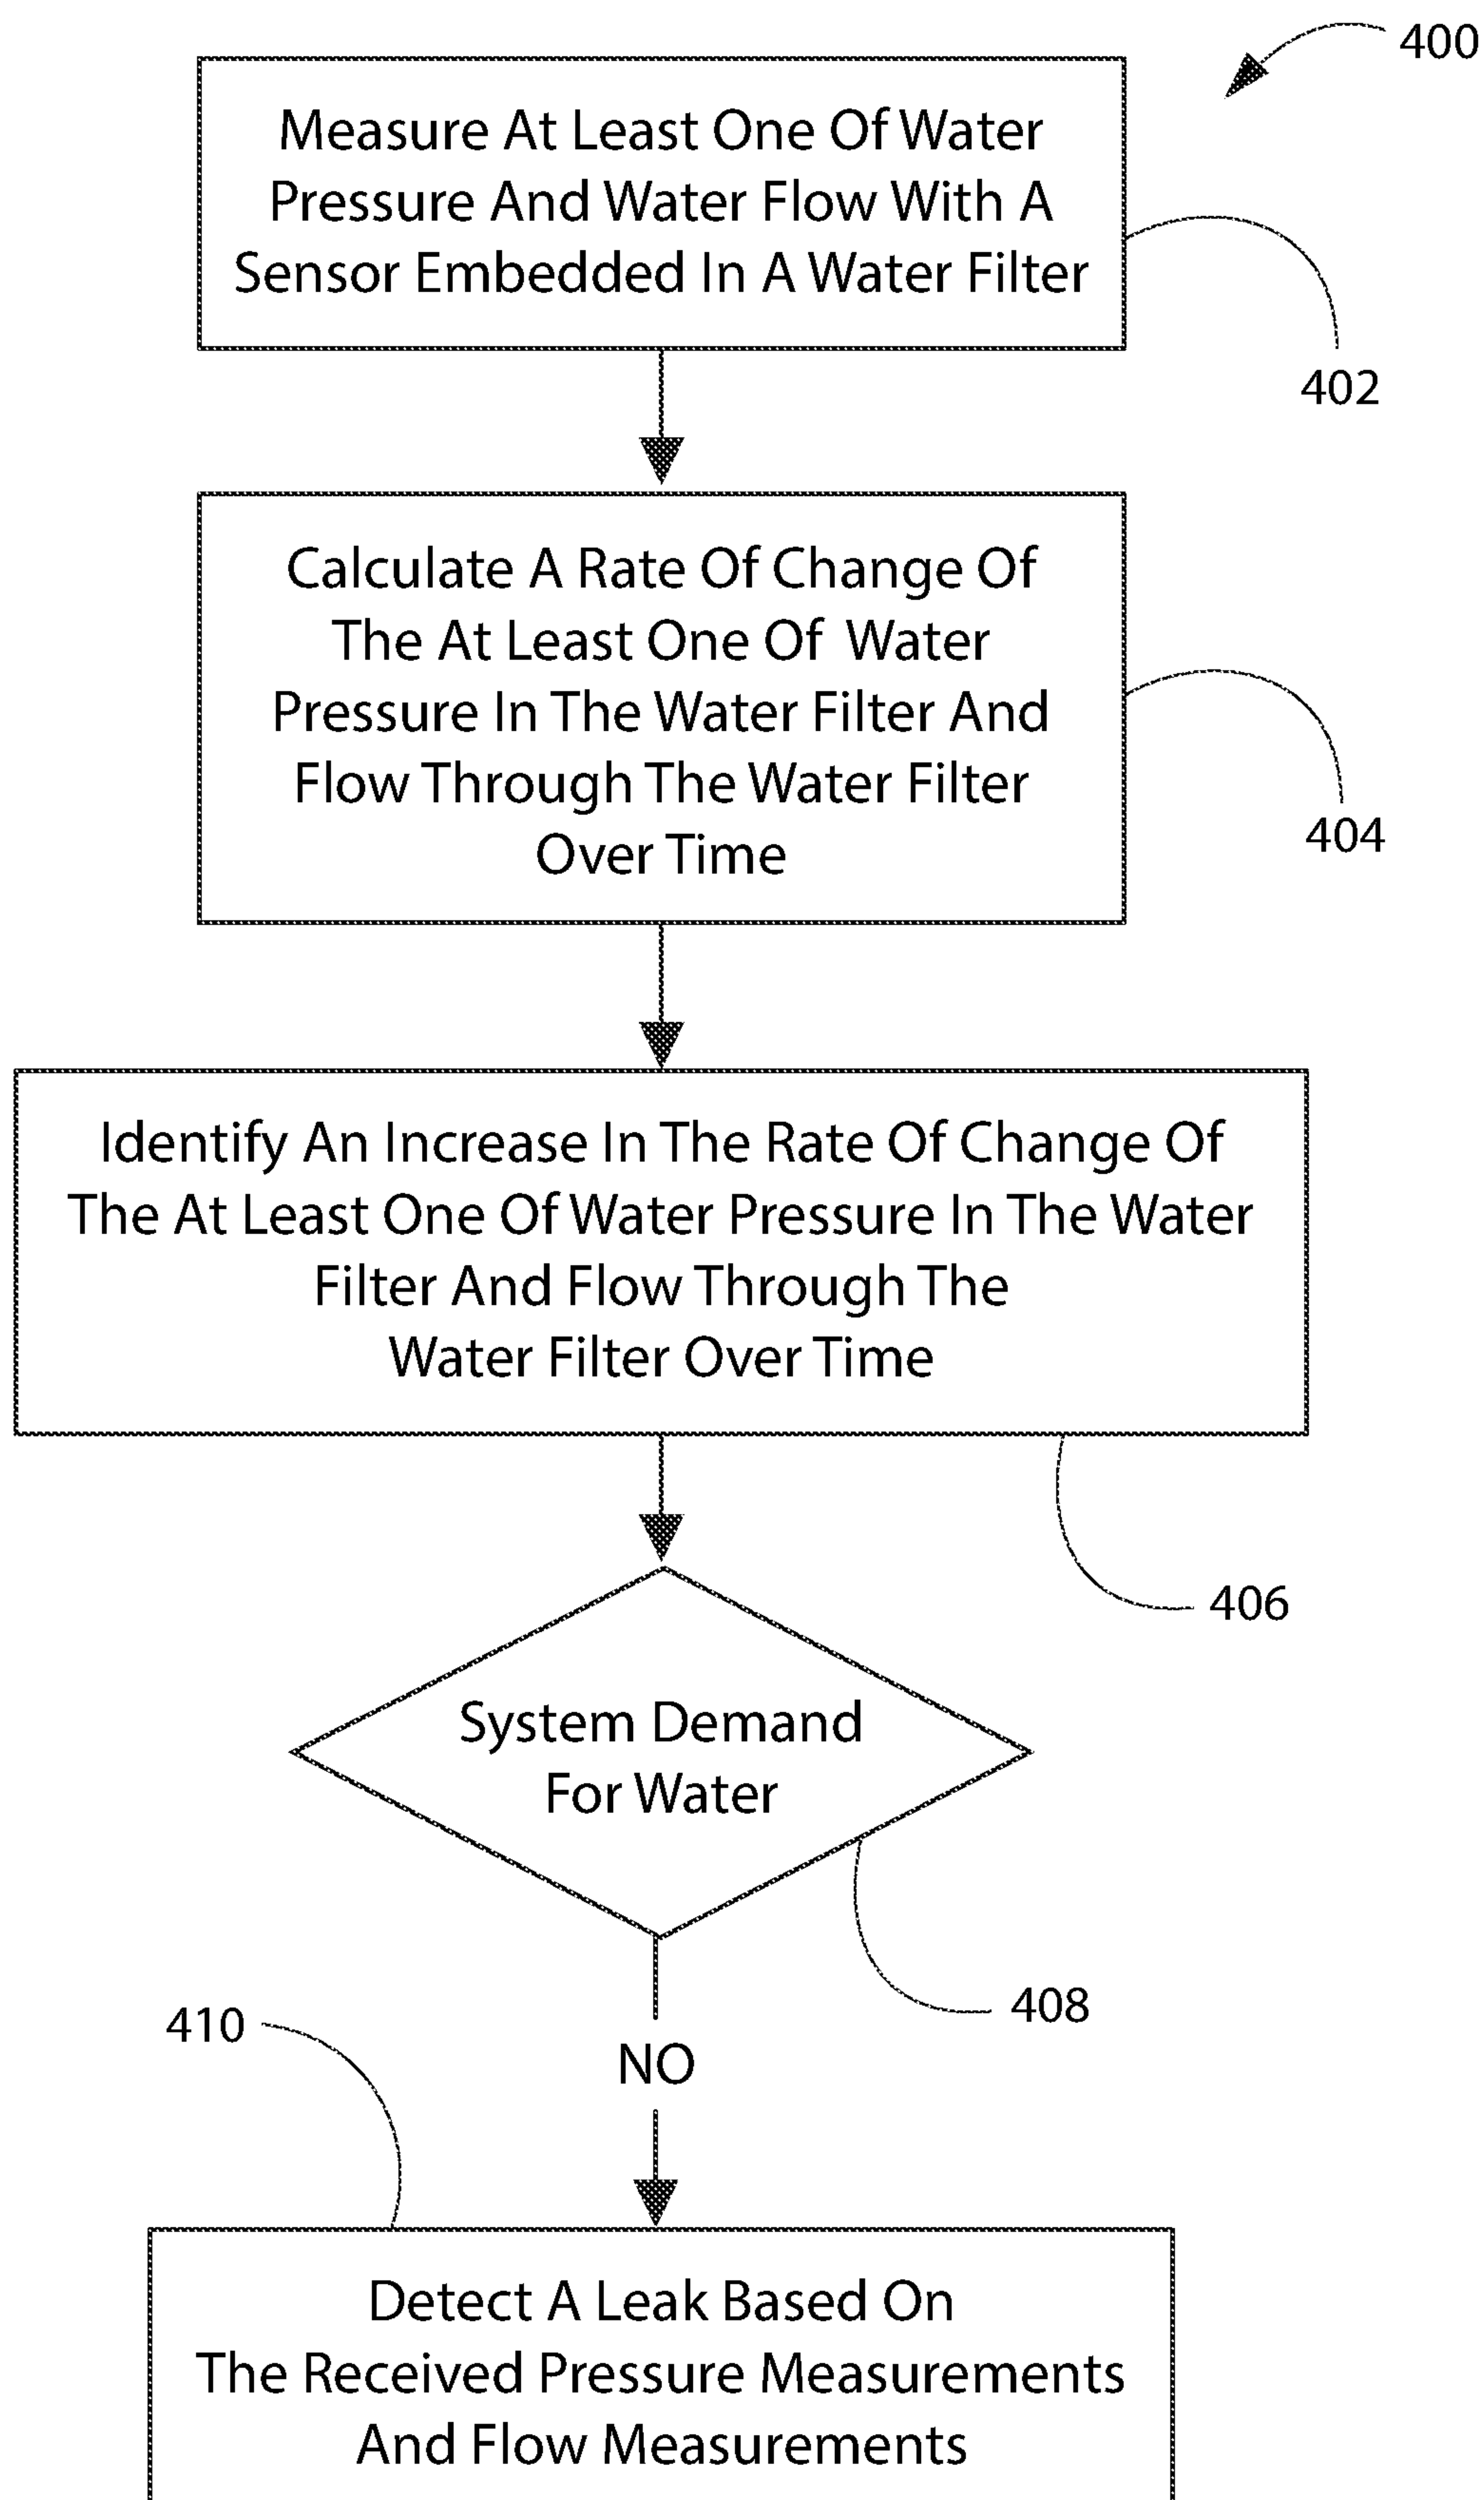 400
Measure At Least One Of Water
Pressure And Water Flow With A
Sensor Embedded In A Water Filter
402
Calculate A Rate Of Change Of
The At Least One Of Water
Pressure In The Water Filter And
Flow Through The Water Filter
Over Time
404
Identify An Increase In The Rate Of Change Of
The At Least One Of Water Pressure In The Water
Filter And Flow Through The
Water Filter Over Time
406
System Demand
For Water
408
NO
410
Detect A Leak Based On
The Received Pressure Measurements
And Flow Measurements